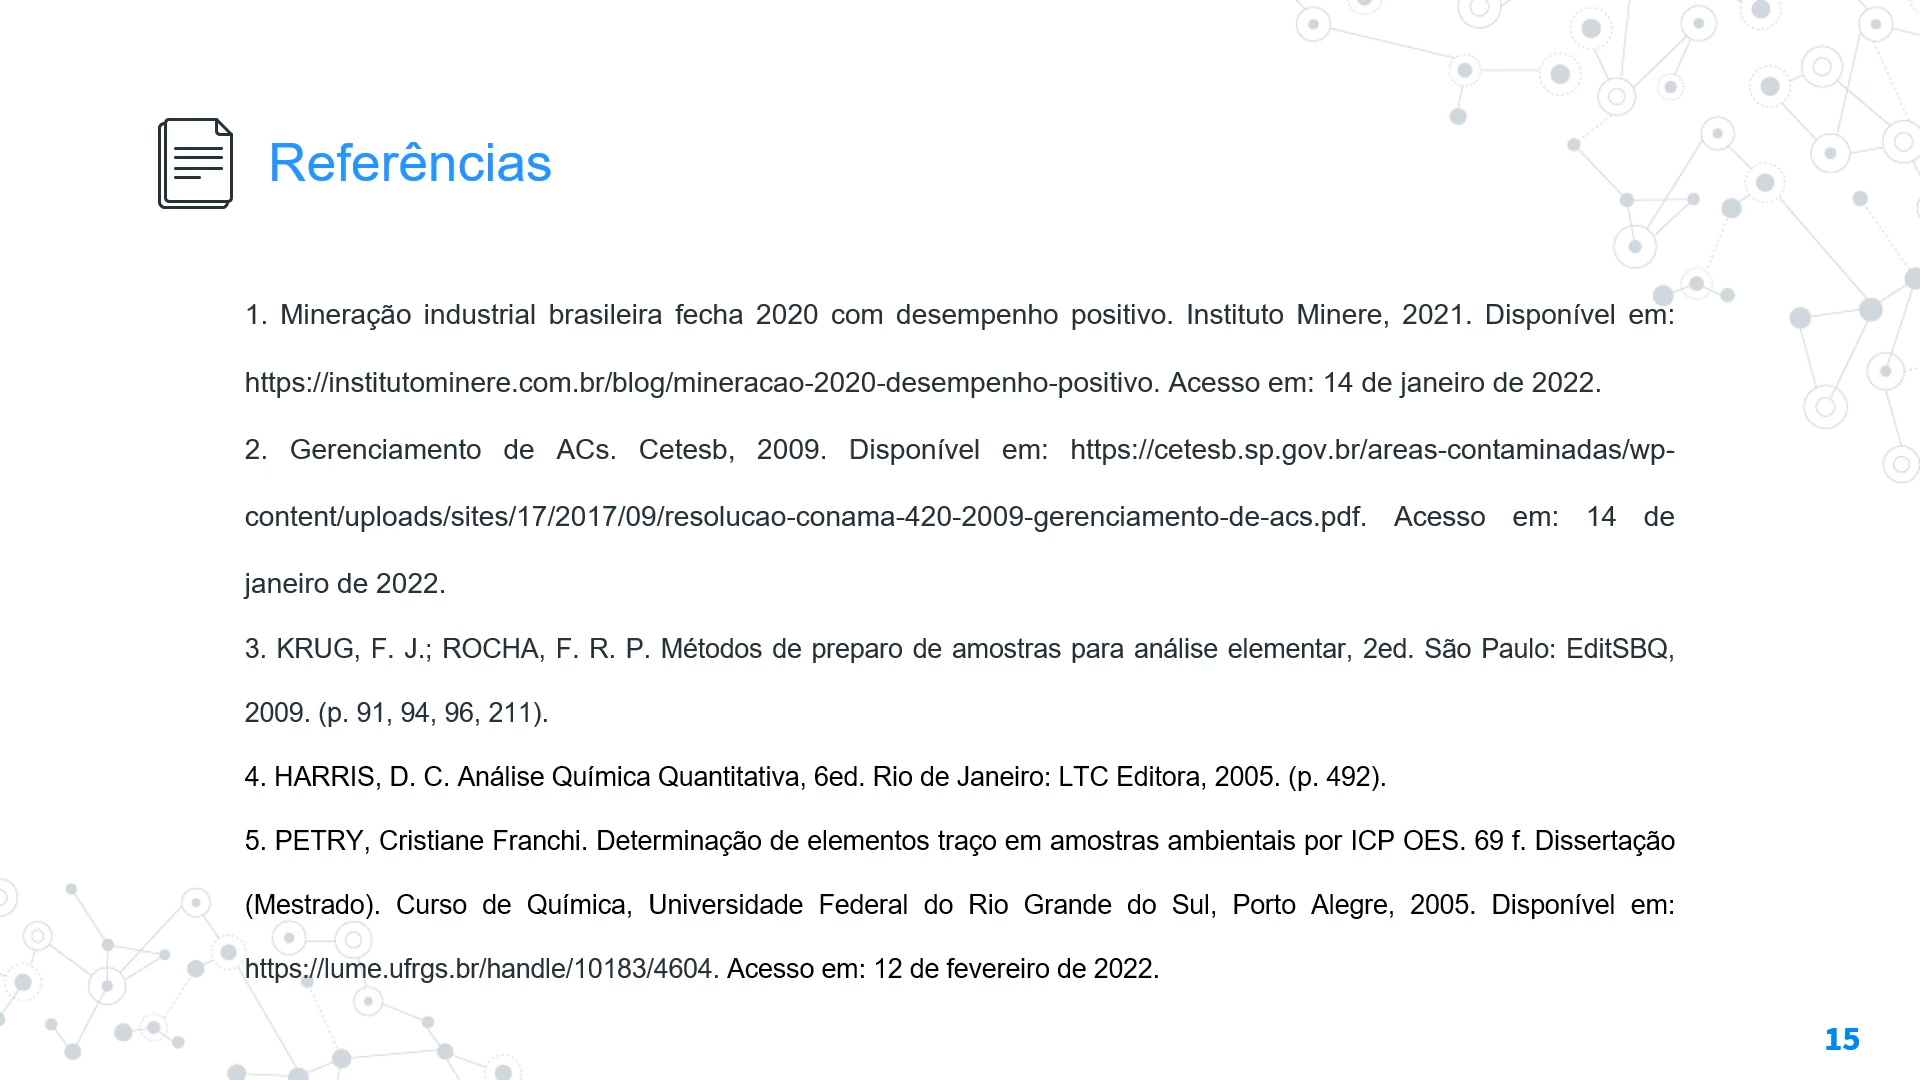 Referências
1. Mineração industrial brasileira fecha 2020 com desempenho positivo. Instituto Minere, 2021. Disponível em:
https://institutominere.com.br/blog/mineracao-2020-desempenho-positivo. Acesso em: 14 de janeiro de 2022.
2. Gerenciamento de ACs. Cetesb, 2009. Disponível em: https://cetesb.sp.gov.br/areas-contaminadas/wp-
content/uploads/sites/17/2017/09/resolucao-conama-420-2009-gerenciamento-de-acs.pdf. Acesso em: 14 de
janeiro de 2022.
3. KRUG, F. J.; ROCHA, F. R. P. Métodos de preparo de amostras para análise elementar, 2ed. São Paulo: EditSBQ,
2009. (p. 91, 94, 96, 211).
4. HARRIS, D. C. Análise Química Quantitativa, 6ed. Rio de Janeiro: LTC Editora, 2005. (p. 492).
5. PETRY, Cristiane Franchi. Determinação de elementos traço em amostras ambientais por ICP OES. 69 f. Dissertação
(Mestrado). Curso de Química, Universidade Federal do Rio Grande do Sul, Porto Alegre, 2005. Disponível em:
https://lume.ufrgs.br/handle/10183/4604. Acesso em: 12 de fevereiro de 2022.
15